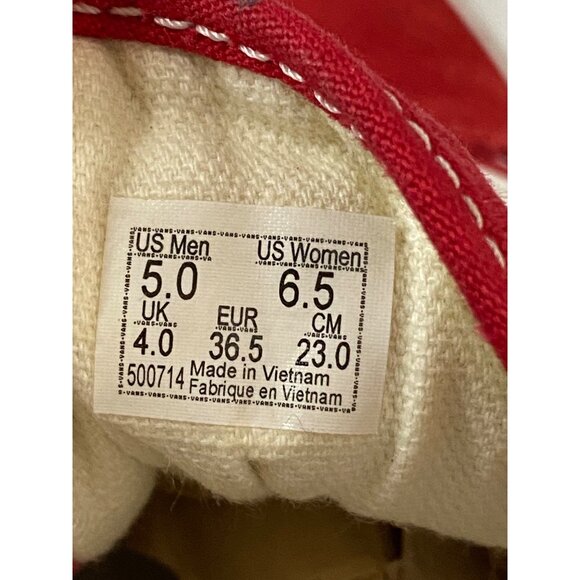 US Men US Women
5.0 6.5
UK EUR CM
4.0 36.5 23.0
500714 Made in Vietnam
Fabrique en Vietnam